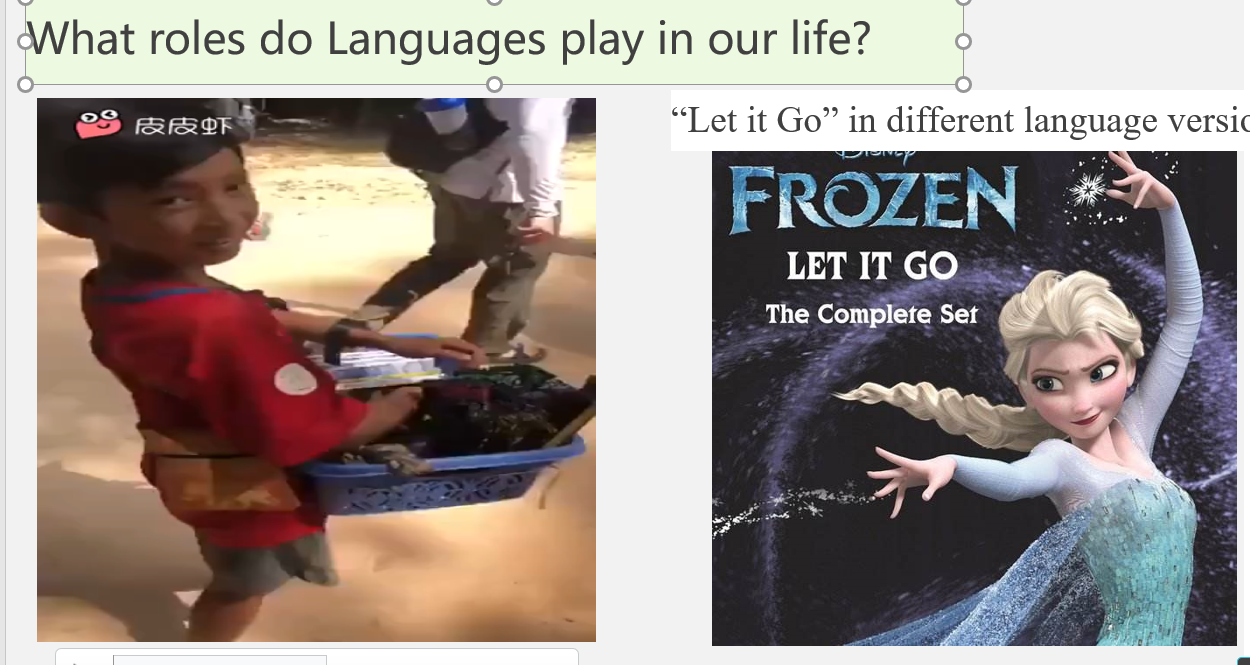 What roles do Languages play in our life?
皮皮虾
“Let it Go” in different language versio
DISNEY
FROZEN
LET IT GO
The Complete Set